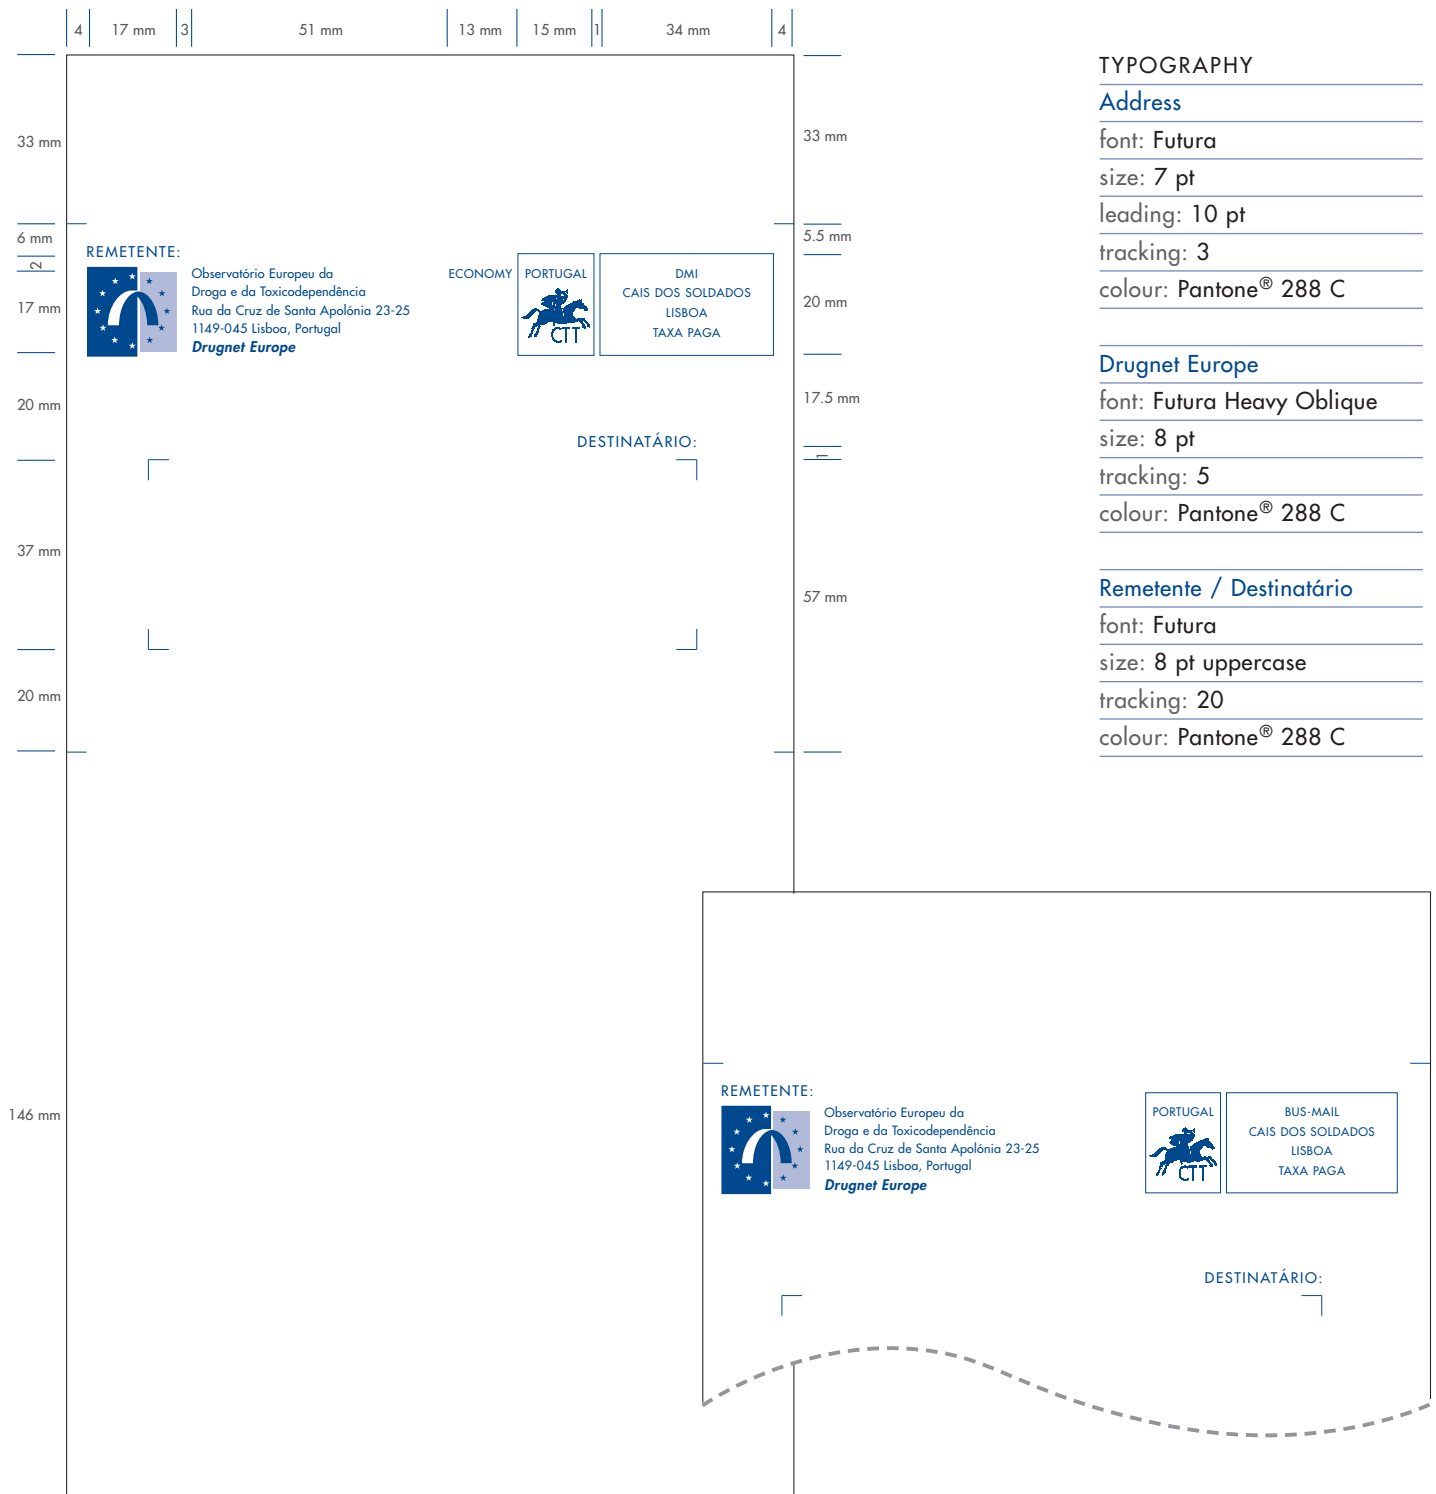 4 17 mm 3 51 mm 13 mm 15 mm 1 34 mm 4
33 mm
6 mm
2
17 mm
20 mm
37 mm
20 mm
146 mm
REMETENTE:
Observatório Europeu da
Droga e da Toxicodependência
Rua da Cruz de Santa Apolónia 23-25
1149-045 Lisboa, Portugal
Drugnet Europe
ECONOMY
PORTUGAL
CTT
DMI
CAIS DOS SOLDADOS
LISBOA
TAXA PAGA
DESTINATÁRIO:
33 mm
5.5 mm
20 mm
17.5 mm
1
57 mm
TYPOGRAPHY
Address
font: Futura
size: 7 pt
leading: 10 pt
tracking: 3
colour: Pantone® 288 C
Drugnet Europe
font: Futura Heavy Oblique
size: 8 pt
tracking: 5
colour: Pantone® 288 C
Remetente / Destinatário
font: Futura
size: 8 pt uppercase
tracking: 20
colour: Pantone® 288 C
REMETENTE:
Observatório Europeu da
Droga e da Toxicodependência
Rua da Cruz de Santa Apolónia 23-25
1149-045 Lisboa, Portugal
Drugnet Europe
PORTUGAL
CTT
BUS-MAIL
CAIS DOS SOLDADOS
LISBOA
TAXA PAGA
DESTINATÁRIO: